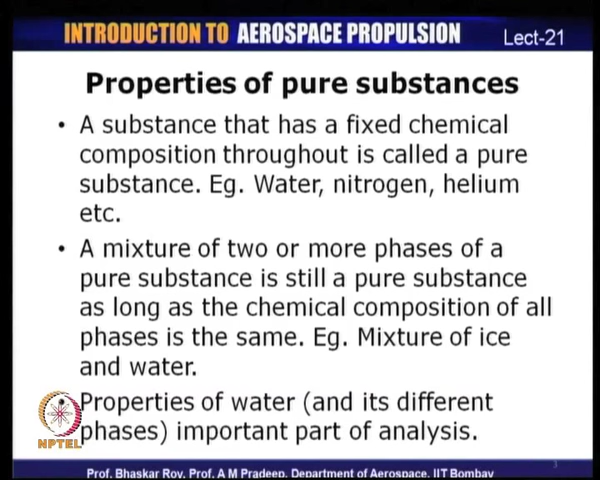 INTRODUCTION TO AEROSPACE PROPULSION Lect-21
Properties of pure substances
• A substance that has a fixed chemical
composition throughout is called a pure
substance. Eg. Water, nitrogen, helium
etc.
• A mixture of two or more phases of a
pure substance is still a pure substance
as long as the chemical composition of all
phases is the same. Eg. Mixture of ice
and water.
Properties of water (and its different
phases) important part of analysis.
NPTEL
Prof. Bhaskar Roy, Prof. A M Pradeep, Department of Aerospace, IIT Bombay
3